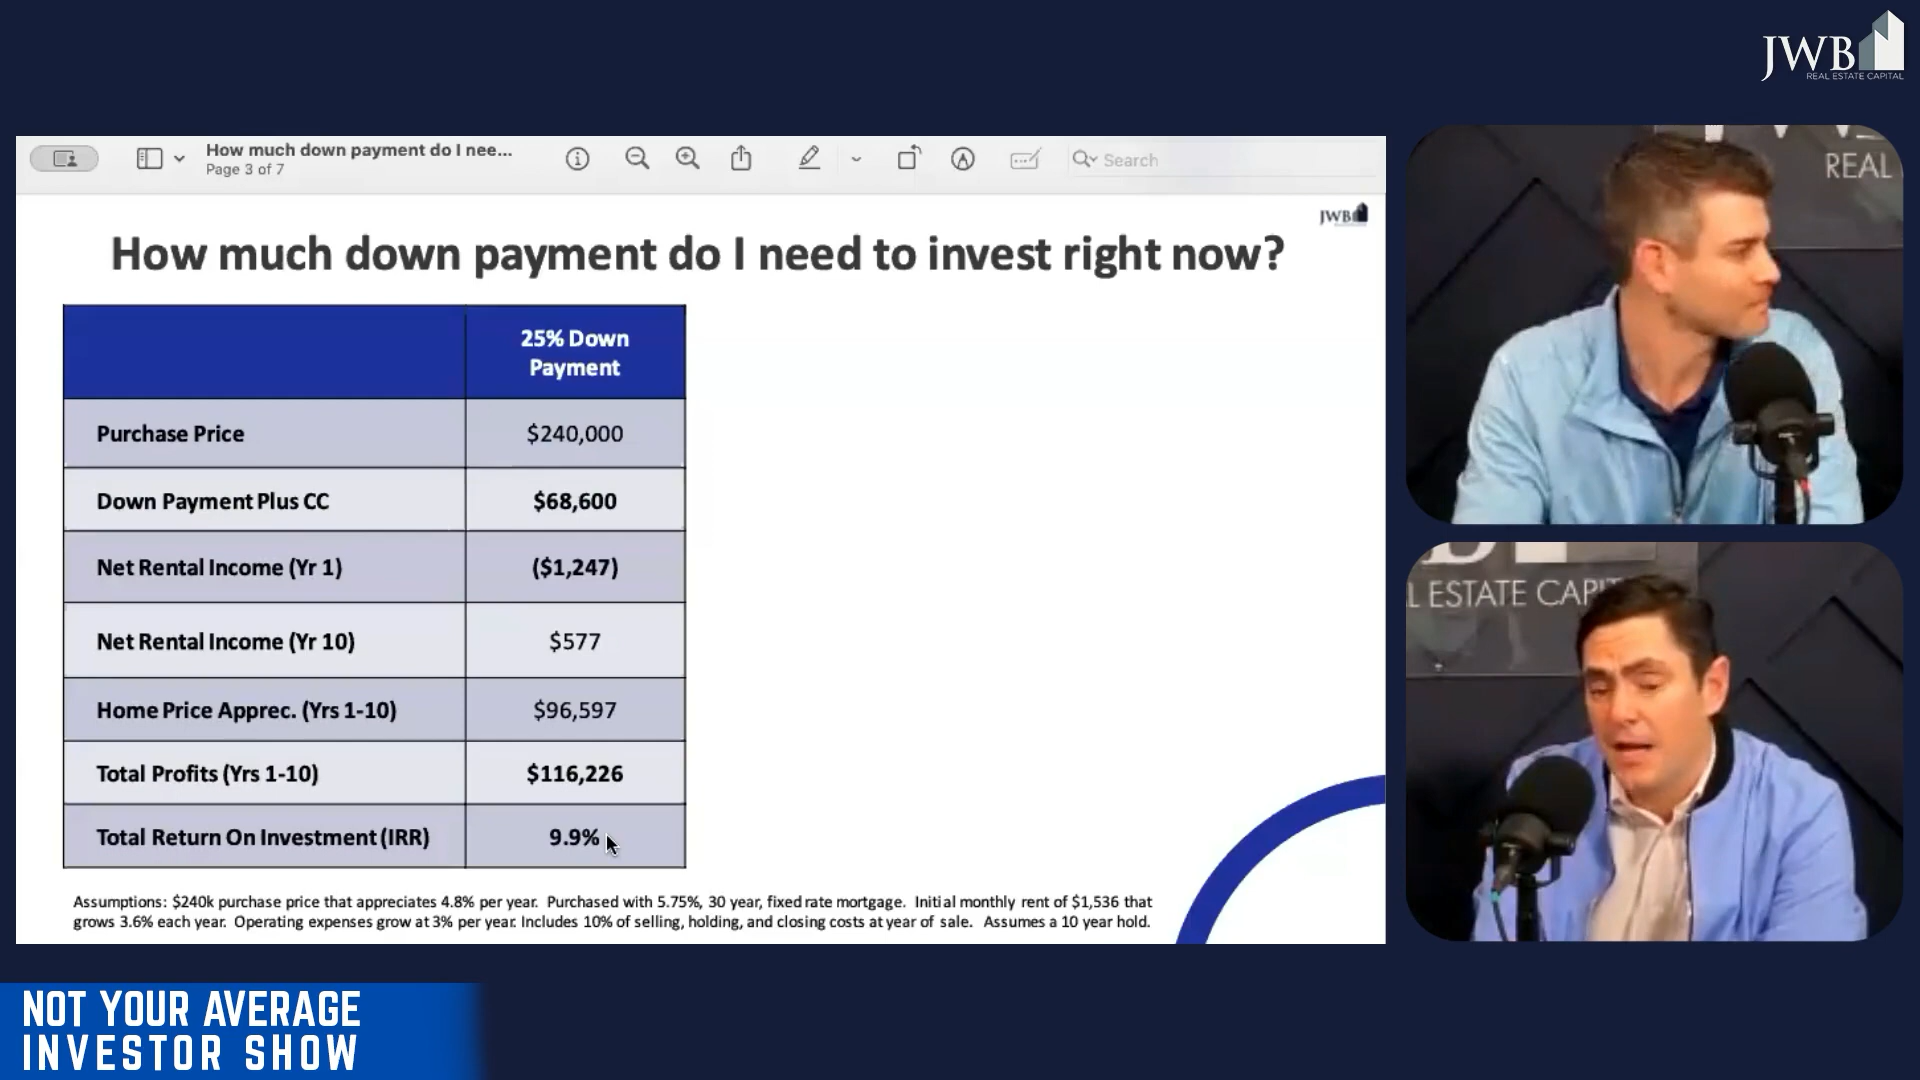 JWB
REAL ESTATE CAPITAL
How much down payment do I nee...
Page 3 of 7
Search
JWB
How much down payment do I need to invest right now?
25% Down
Payment
Purchase Price $240,000
Down Payment Plus CC $68,600
Net Rental Income (Yr 1) ($1,247)
Net Rental Income (Yr 10) $577
Home Price Apprec. (Yrs 1-10) $96,597
Total Profits (Yrs 1-10) $116,226
Total Return On Investment (IRR) 9.9%
Assumptions: $240k purchase price that appreciates 4.8% per year. Purchased with 5.75%, 30 year, fixed rate mortgage. Initial monthly rent of $1,536 that
grows 3.6% each year. Operating expenses grow at 3% per year. Includes 10% of selling, holding, and closing costs at year of sale. Assumes a 10 year hold.
REAL
L ESTATE CAPI
NOT YOUR AVERAGE
INVESTOR SHOW